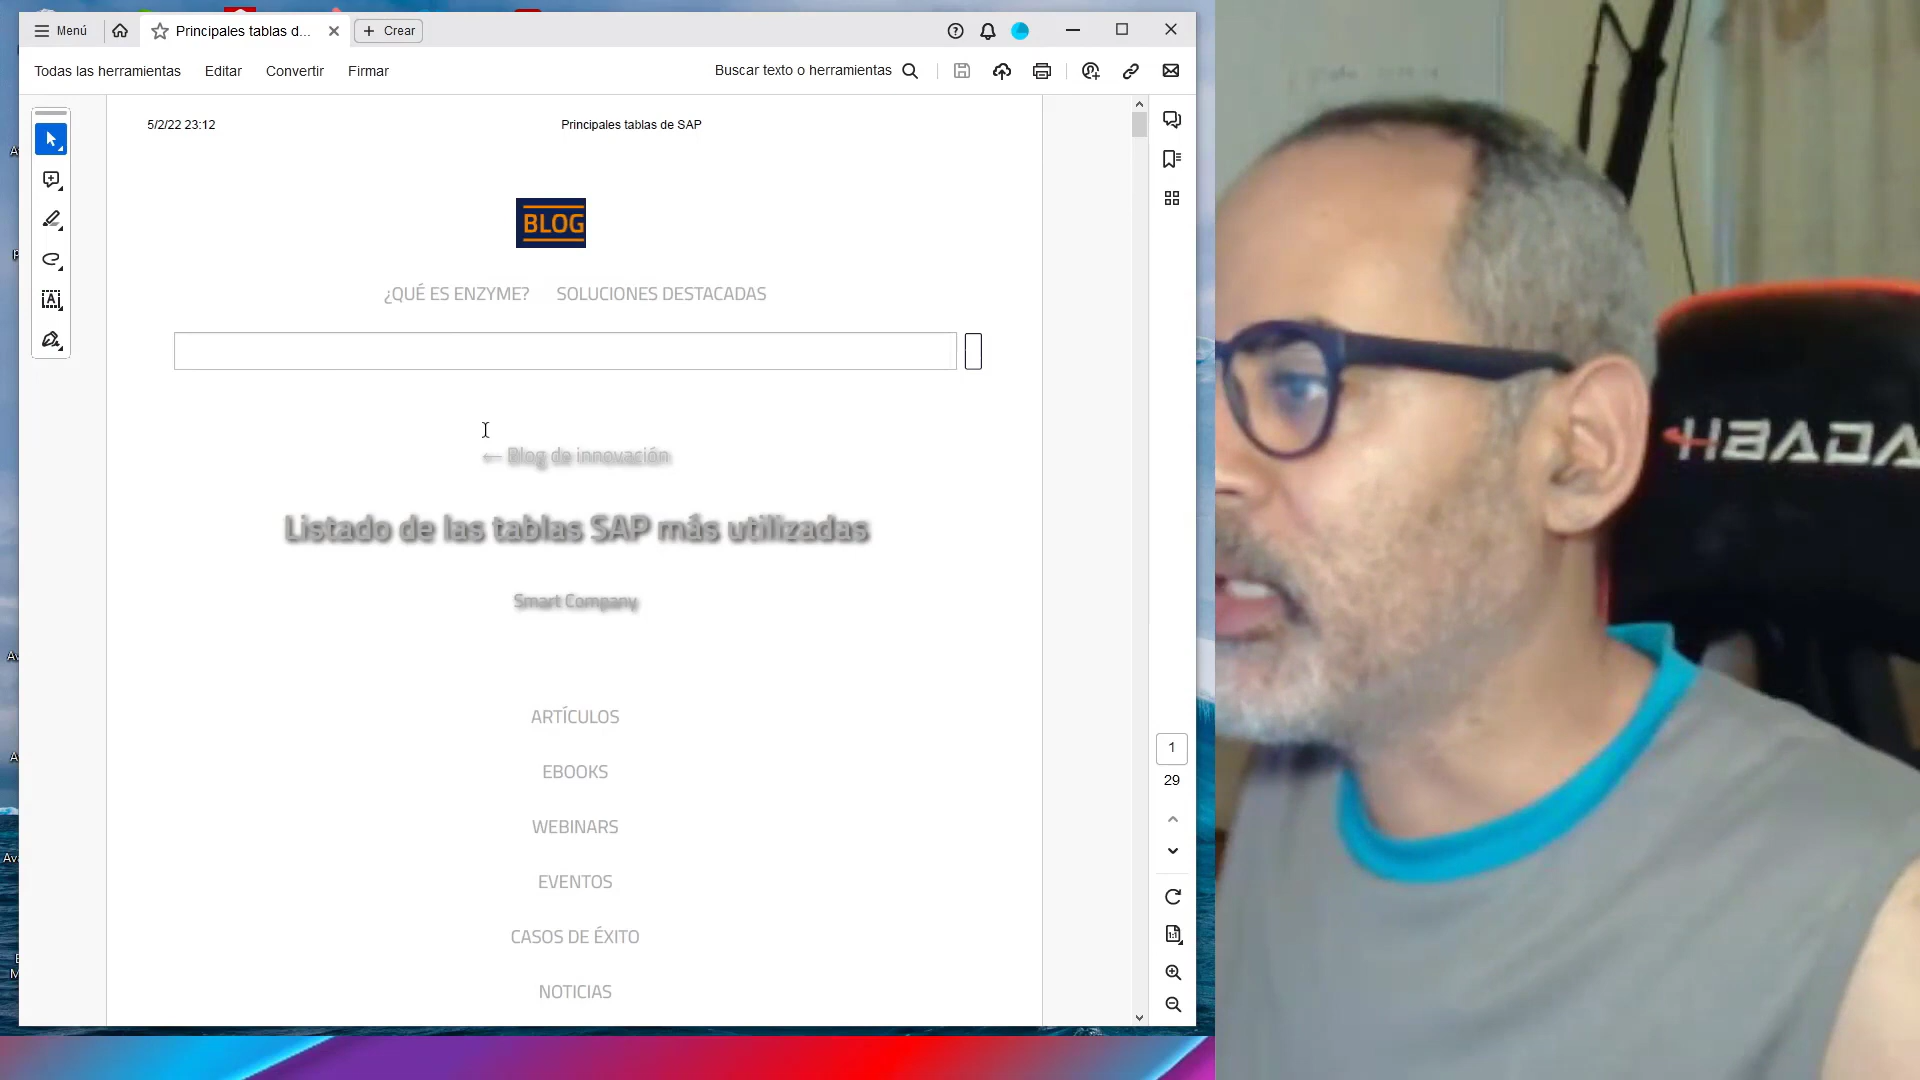 Menú
Principales tablas d...
Crear
Todas las herramientas
Editar
Convertir
Firmar
Buscar texto o herramientas
5/2/22 23:12
Principales tablas de SAP
BLOG
¿QUÉ ES ENZYME?
SOLUCIONES DESTACADAS
← Blog de innovación
Listado de las tablas SAP más utilizadas
Smart Company
ARTÍCULOS
EBOOKS
WEBINARS
EVENTOS
CASOS DE ÉXITO
NOTICIAS
1
29
HBADA